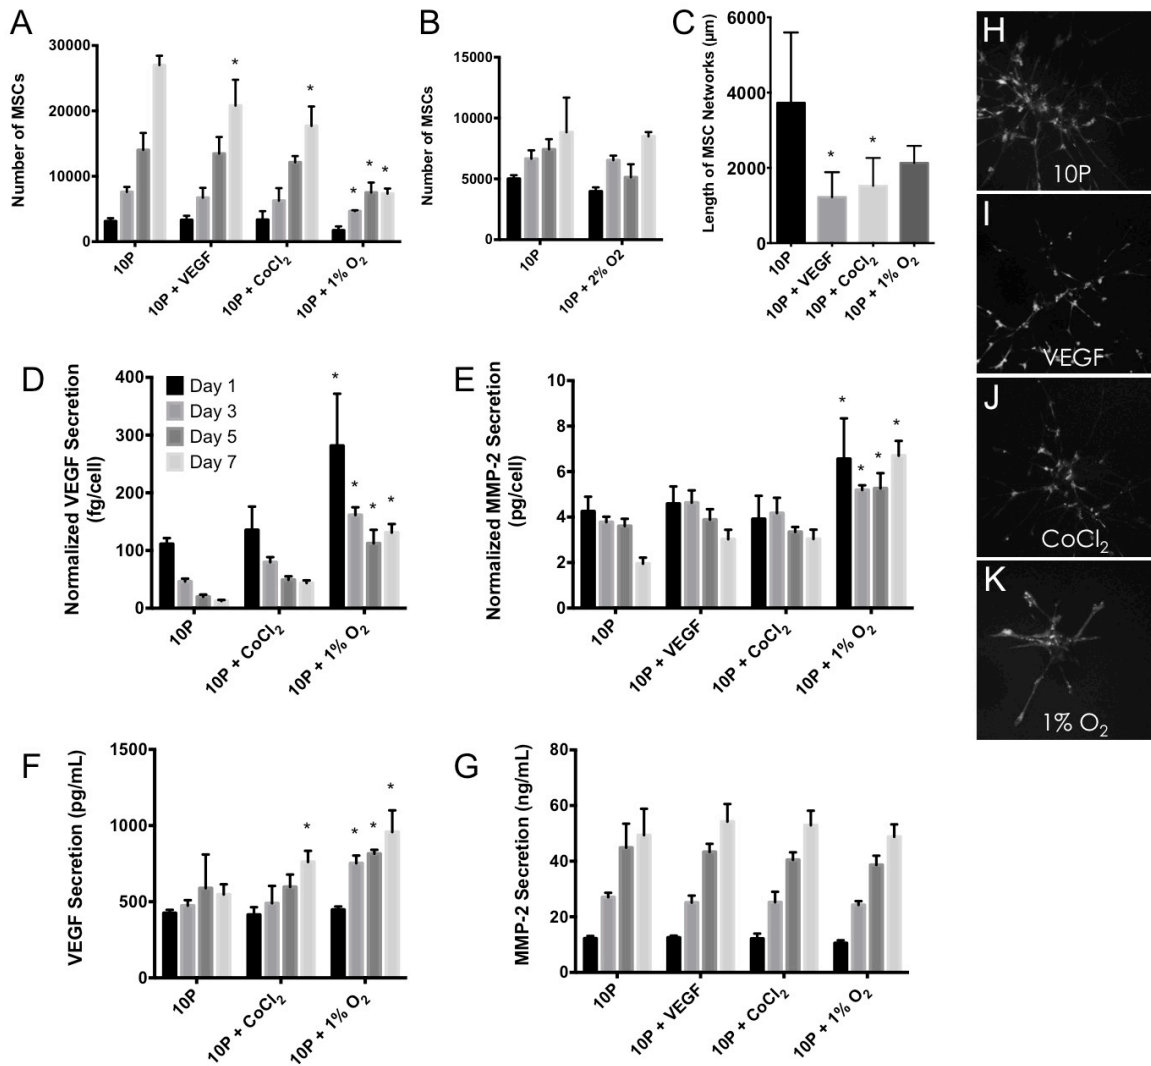 A
Number of MSCs
30000
20000
10000
0
* * * * *
10P
10P + VEGF
10P + CoCl₂
10P + 1% O₂
B
Number of MSCs
15000
10000
5000
0
10P
10P + 2% O2
C
Length of MSC Networks (µm)
6000
4000
2000
0
* *
10P
10P + VEGF
10P + CoCl₂
10P + 1% O₂
D
Normalized VEGF Secretion
(fg/cell)
400
300
200
100
0
Day 1
Day 3
Day 5
Day 7
* * * *
10P
10P + CoCl₂
10P + 1% O₂
E
Normalized MMP-2 Secretion
(pg/cell)
10
8
6
4
2
0
* * * *
10P
10P + VEGF
10P + CoCl₂
10P + 1% O₂
F
VEGF Secretion (pg/mL)
1500
1000
500
0
* * * *
10P
10P + CoCl₂
10P + 1% O₂
G
MMP-2 Secretion (ng/mL)
80
60
40
20
0
10P
10P + VEGF
10P + CoCl₂
10P + 1% O₂
H
10P
I
VEGF
J
CoCl₂
K
1% O₂